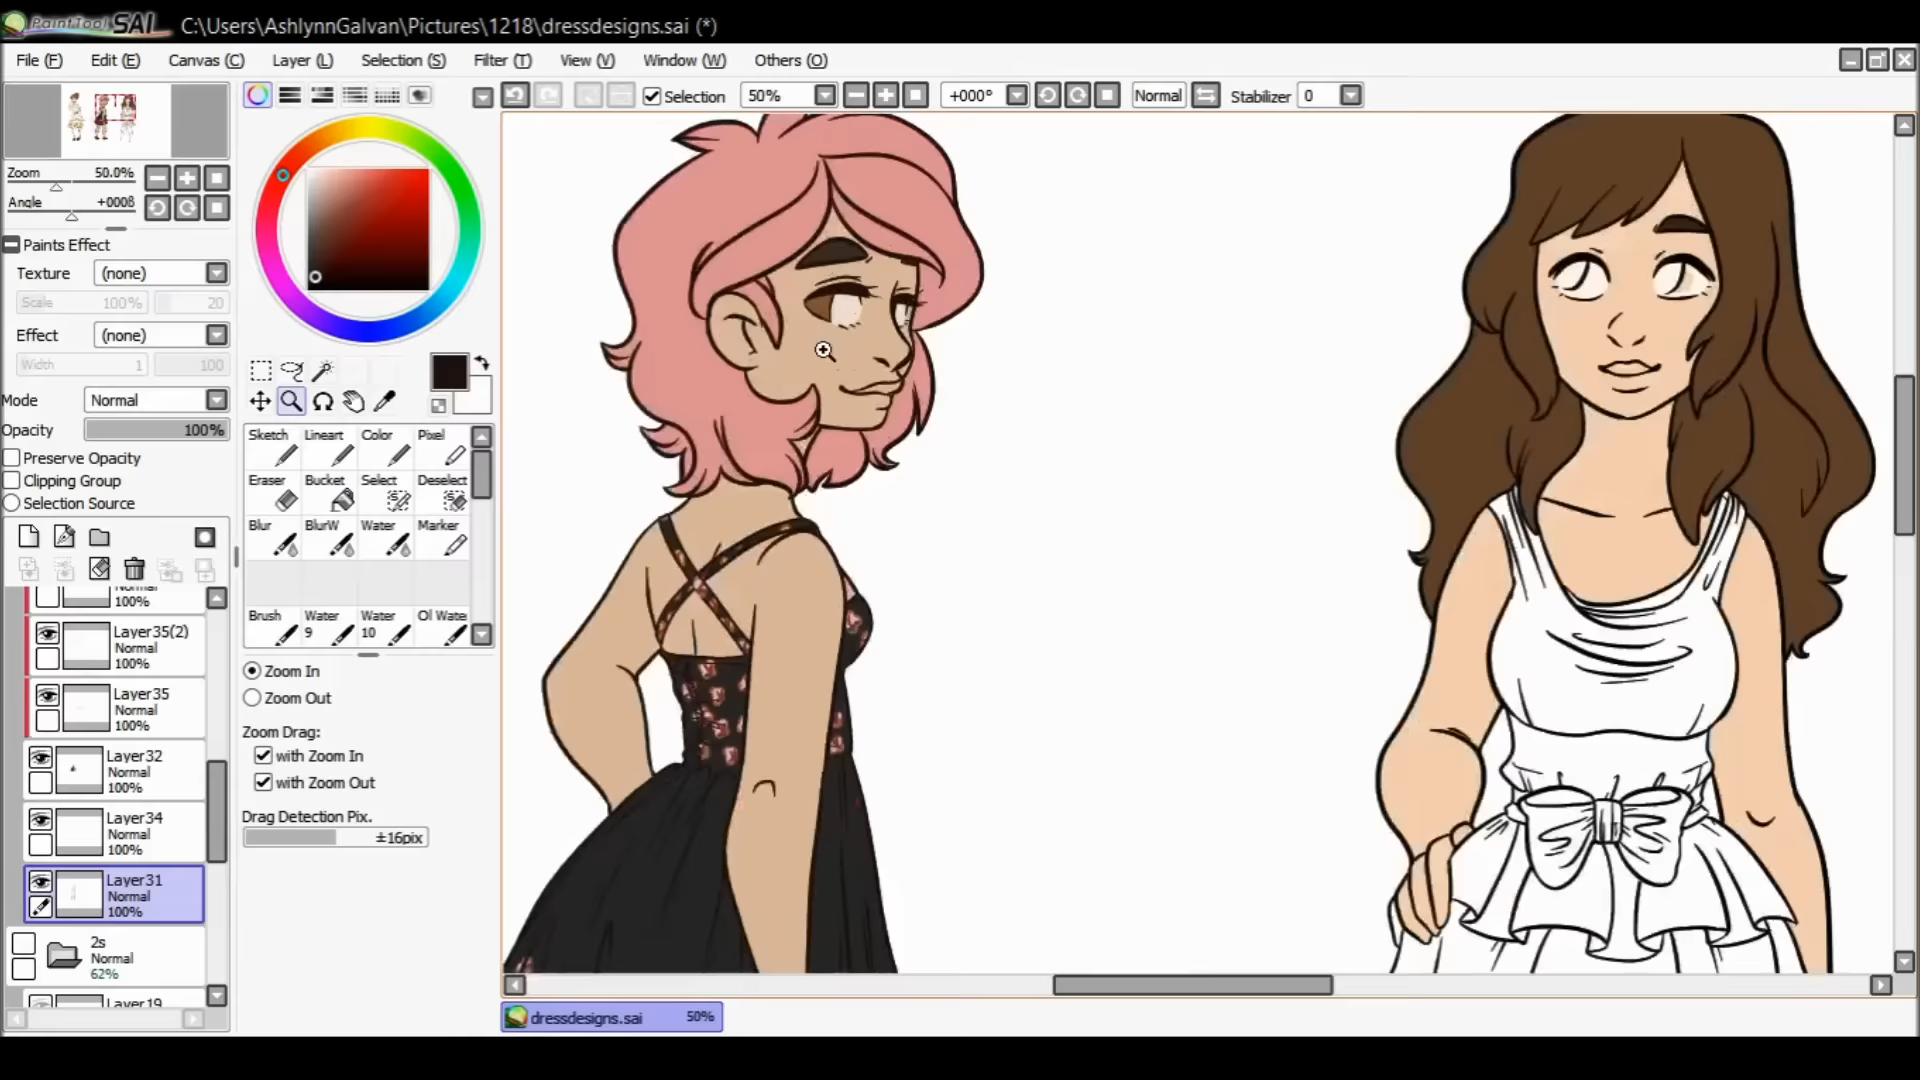 PaintTool SAI C:\Users\AshlynnGalvan\Pictures\1218\dressdesigns.sai (*)
File (F) Edit (E) Canvas (C) Layer (L) Selection (S) Filter (T) View (V) Window (W) Others (O)
Selection 50% +000° Normal Stabilizer 0
Zoom 50.0%
Angle +000ß
Paints Effect
Texture (none)
Scale 100% 20
Effect (none)
Width 1 100
Mode Normal
Opacity 100%
Preserve Opacity
Clipping Group
Selection Source
Normal
100%
Layer35(2)
Normal
100%
Layer35
Normal
100%
Layer32
Normal
100%
Layer34
Normal
100%
Layer31
Normal
100%
2s
Normal
62%
Layer19
Sketch Lineart Color Pixel
Eraser Bucket Select Deselect
Blur BlurW Water Marker
Brush Water 9 Water 10 Ol Wate
Zoom In
Zoom Out
Zoom Drag:
with Zoom In
with Zoom Out
Drag Detection Pix.
±16pix
dressdesigns.sai 50%